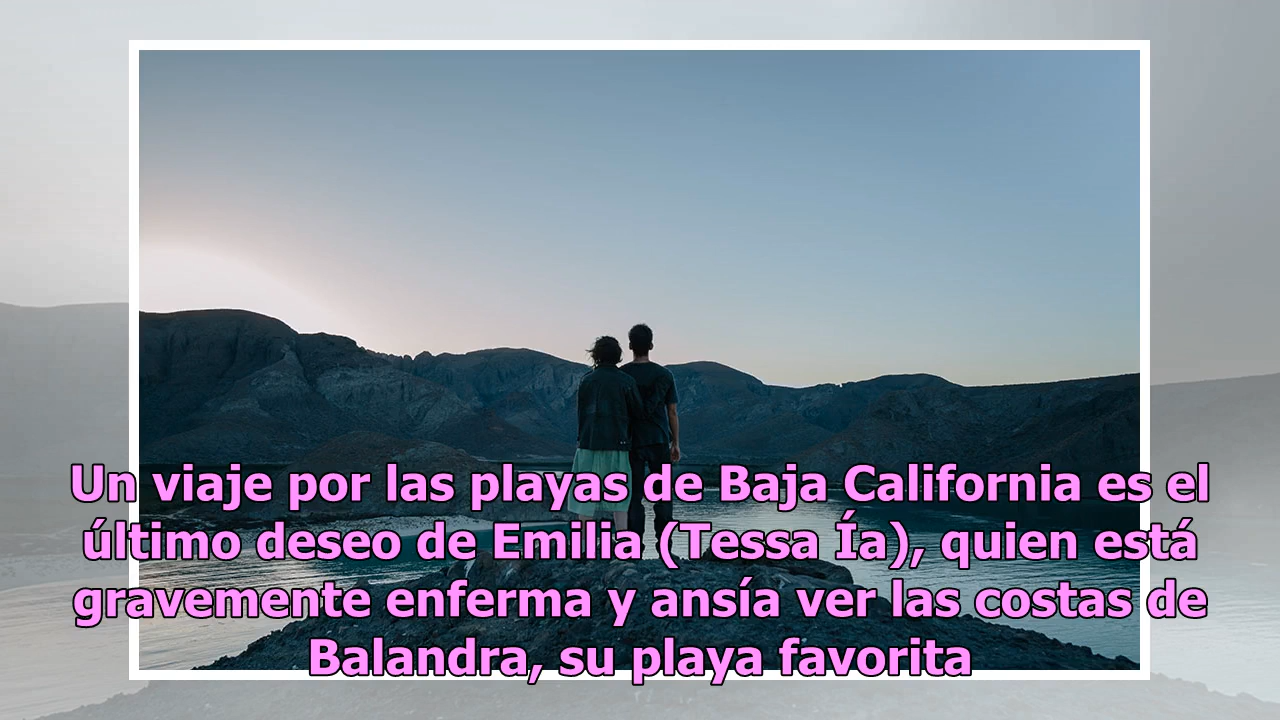 Un viaje por las playas de Baja California es el
último deseo de Emilia (Tessa Ía), quien está
gravemente enferma y ansía ver las costas de
Balandra, su playa favorita